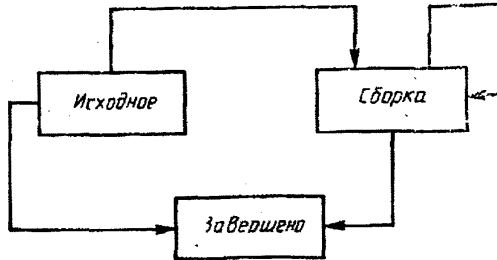 Исходное
Сборка
Завершено